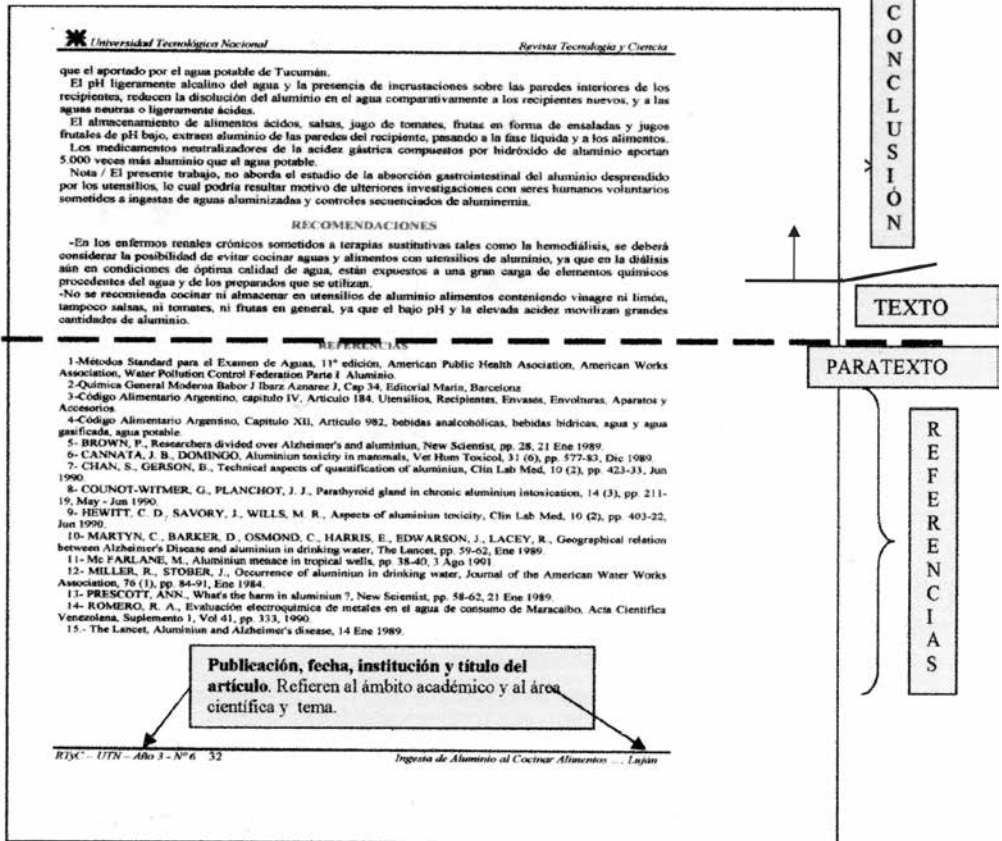 Universidad Tecnológica Nacional
Revista Tecnología y Ciencia
que el aportado por el agua potable de Tucumán.
El pH ligeramente alcalino del agua y la presencia de incrustaciones sobre las paredes interiores de los
recipientes, reducen la disolución del aluminio en el agua comparativamente a los recipientes nuevos, y a las
aguas neutras o ligeramente ácidas.
El almacenamiento de alimentos ácidos, salsas, jugo de tomates, frutas en forma de ensaladas y jugos
frutales de pH bajo, extraen aluminio de las paredes del recipiente, pasando a la fase líquida y a los alimentos.
Los medicamentos neutralizadores de la acidez gástrica compuestos por hidróxido de aluminio aportan
5.000 veces más aluminio que el agua potable.
Nota / El presente trabajo, no aborda el estudio de la absorción gastrointestinal del aluminio desprendido
por los utensilios, lo cual podría resultar motivo de ulteriores investigaciones con seres humanos voluntarios
sometidos a ingestas de aguas aluminizadas y controles secuenciados de aluminemia.
RECOMENDACIONES
-En los enfermos renales crónicos sometidos a terapias sustitutivas tales como la hemodiálisis, se deberá
considerar la posibilidad de evitar cocinar aguas y alimentos con utensilios de aluminio, ya que en la diálisis
aún en condiciones de óptima calidad de agua, están expuestos a una gran carga de elementos químicos
procedentes del agua y de los preparados que se utilizan.
-No se recomienda cocinar ni almacenar en utensilios de aluminio alimentos conteniendo vinagre ni limón,
tampoco salsas, ni tomates, ni frutas en general, ya que el bajo pH y la elevada acidez movilizan grandes
cantidades de aluminio.
REFERENCIAS
1-Métodos Standard para el Examen de Aguas, 11ª edición, American Public Health Asociation, American Works
Association, Water Pollution Control Federation Parte I Aluminio.
2-Química General Moderna Babor J Ibarz Aznarez J, Cap 34, Editorial Marin, Barcelona
3-Código Alimentario Argentino, capítulo IV, Artículo 184, Utensilios, Recipientes, Envases, Envolturas, Aparatos y
Accesorios.
4-Código Alimentario Argentino, Capítulo XII, Artículo 982, bebidas analcohólicas, bebidas hídricas, agua y agua
gasificada, agua potable.
5- BROWN, P., Researchers divided over Alzheimer's and aluminiun, New Scientist, pp. 28, 21 Ene 1989.
6- CANNATA, J. B., DOMINGO, Aluminiun toxicity in mammals, Vet Hum Toxicol, 31 (6), pp. 577-83, Dic 1989.
7- CHAN, S., GERSON, B., Technical aspects of quantification of aluminiun, Clin Lab Med, 10 (2), pp. 423-33, Jun
1990.
8- COUNOT-WITMER, G., PLANCHOT, J. J., Parathyroid gland in chronic aluminiun intoxication, 14 (3), pp. 211-
19, May - Jun 1990.
9- HEWITT, C. D., SAVORY, J., WILLS, M. R., Aspects of aluminiun toxicity, Clin Lab Med, 10 (2), pp. 403-22,
Jun 1990.
10- MARTYN, C., BARKER, D., OSMOND, C., HARRIS, E., EDWARSON, J., LACEY, R., Geographical relation
between Alzheimer's Disease and aluminiun in drinking water, The Lancet, pp. 59-62, Ene 1989.
11- Mc FARLANE, M., Aluminiun menace in tropical wells, pp. 38-40, 3 Ago 1991
12- MILLER, R., STOBER, J., Occurrence of aluminiun in drinking water, Journal of the American Water Works
Association, 76 (1), pp. 84-91, Ene 1984.
13- PRESCOTT, ANN., What's the harm in aluminiun ?, New Scientist, pp. 58-62, 21 Ene 1989.
14- ROMERO, R. A., Evaluación electroquímica de metales en el agua de consumo de Maracaibo, Acta Científica
Venezolana, Suplemento 1, Vol 41, pp. 333, 1990.
15.- The Lancet, Aluminiun and Alzheimer's disease, 14 Ene 1989.
Publicación, fecha, institución y título del
artículo. Refieren al ámbito académico y al área
científica y tema.
RTyC - UTN - Año 3 - Nº 6 32
Ingesta de Aluminio al Cocinar Alimentos ..., Luján
CONCLUSIÓN
TEXTO
PARATEXTO
REFERENCIAS